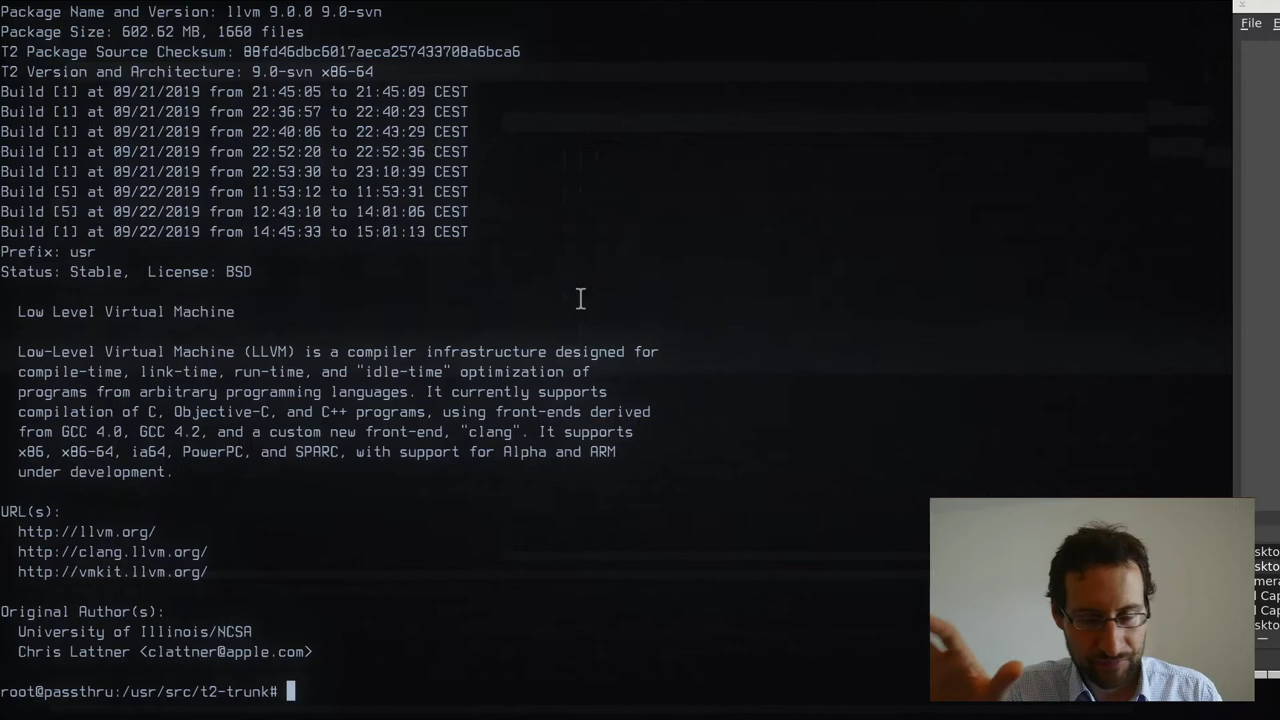 Package Name and Version: llvm 9.0.0 9.0-svn
Package Size: 602.62 MB, 1660 files
T2 Package Source Checksum: 88fd46dbc6017aeca257433708a6bca6
T2 Version and Architecture: 9.0-svn x86-64
Build [1] at 09/21/2019 from 21:45:05 to 21:45:09 CEST
Build [1] at 09/21/2019 from 22:36:57 to 22:40:23 CEST
Build [1] at 09/21/2019 from 22:40:06 to 22:43:29 CEST
Build [1] at 09/21/2019 from 22:52:20 to 22:52:36 CEST
Build [1] at 09/21/2019 from 22:53:30 to 23:10:39 CEST
Build [5] at 09/22/2019 from 11:53:12 to 11:53:31 CEST
Build [5] at 09/22/2019 from 12:43:10 to 14:01:06 CEST
Build [1] at 09/22/2019 from 14:45:33 to 15:01:13 CEST
Prefix: usr
Status: Stable,  License: BSD
Low Level Virtual Machine
Low-Level Virtual Machine (LLVM) is a compiler infrastructure designed for
compile-time, link-time, run-time, and "idle-time" optimization of
programs from arbitrary programming languages. It currently supports
compilation of C, Objective-C, and C++ programs, using front-ends derived
from GCC 4.0, GCC 4.2, and a custom new front-end, "clang". It supports
x86, x86-64, ia64, PowerPC, and SPARC, with support for Alpha and ARM
under development.
URL(s):
http://llvm.org/
http://clang.llvm.org/
http://vmkit.llvm.org/
Original Author(s):
University of Illinois/NCSA
Chris Lattner <clattner@apple.com>
root@passthru:/usr/src/t2-trunk#
File E
skto
skto
mera
l Cap
l Cap
skto